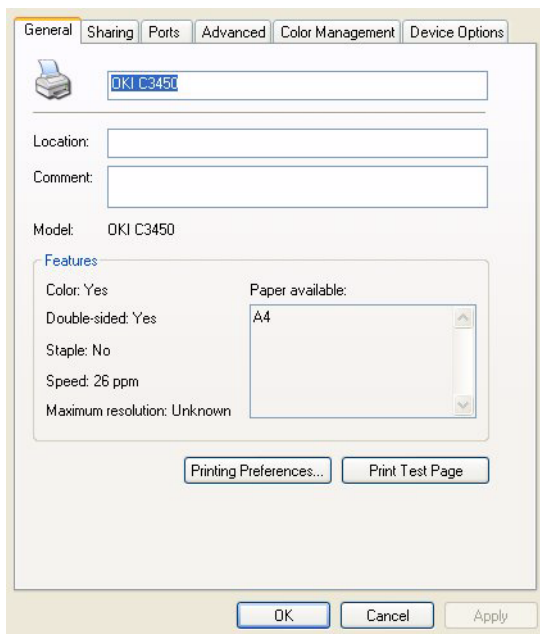 General Sharing Ports Advanced Color Management Device Options
OKI C3450
Location:
Comment:
Model: OKI C3450
Features
Color: Yes Paper available:
Double-sided: Yes A4
Staple: No
Speed: 26 ppm
Maximum resolution: Unknown
Printing Preferences... Print Test Page
OK Cancel Apply